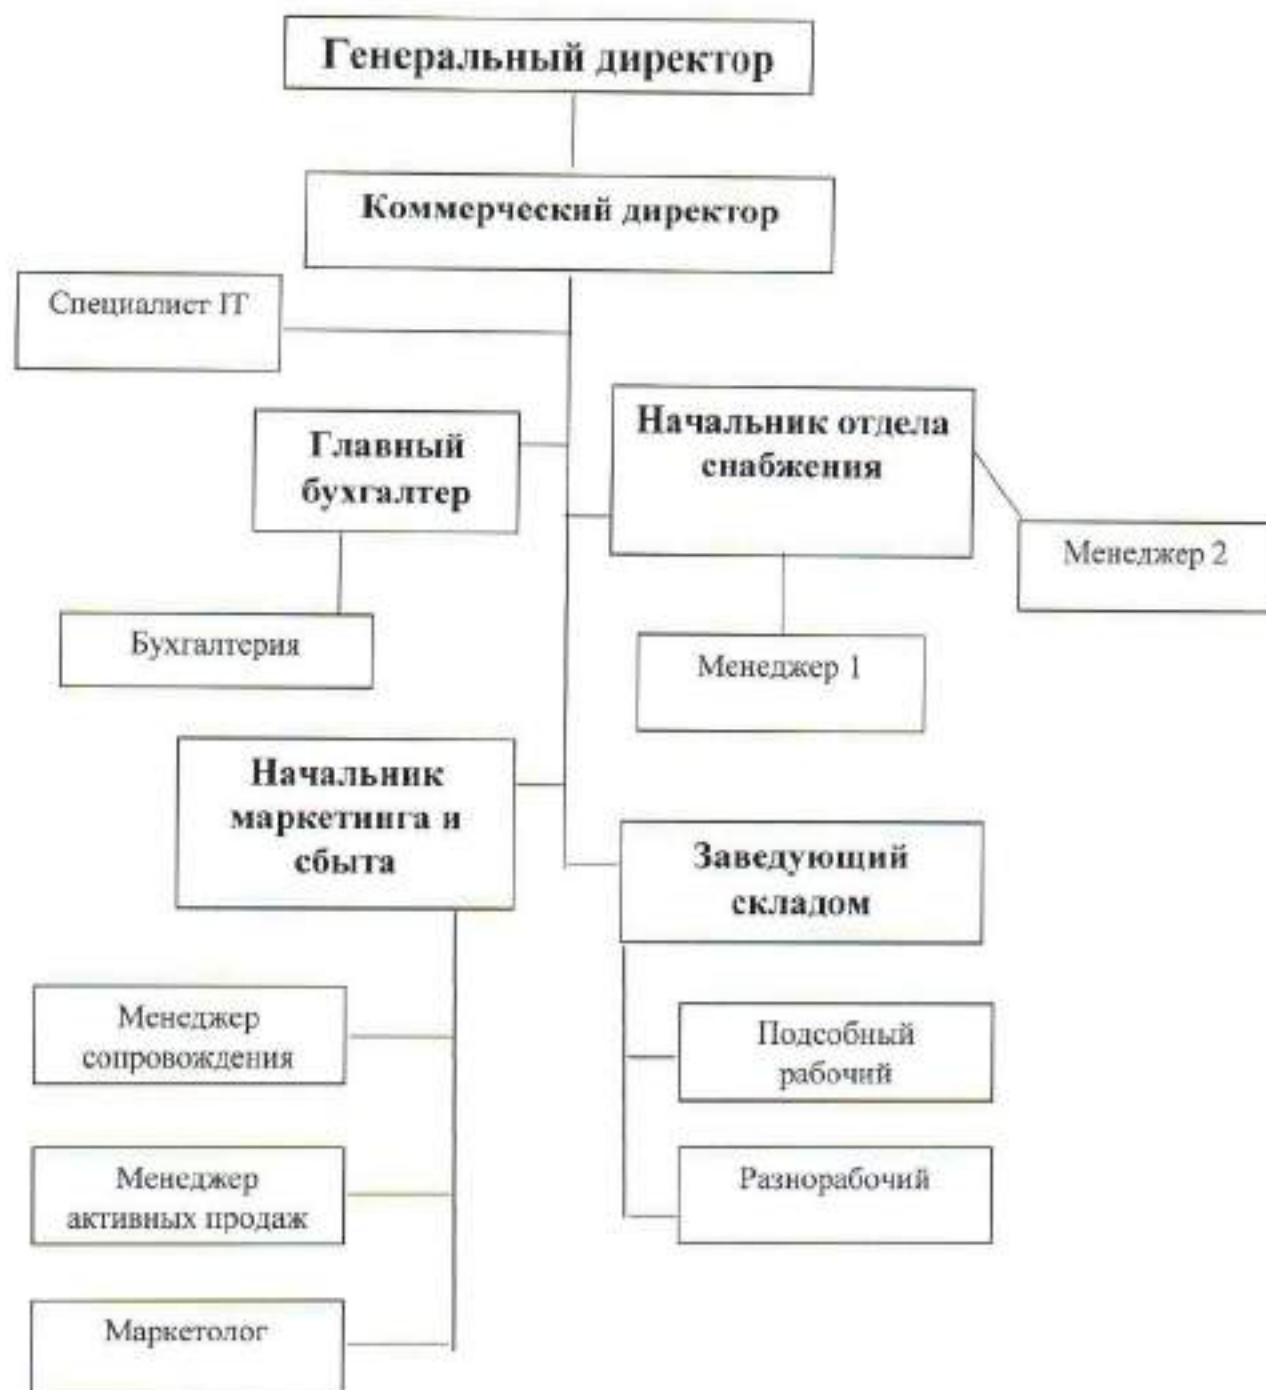 Генеральный директор
Коммерческий директор
Специалист IT
Главный
бухгалтер
Начальник отдела
снабжения
Менеджер 2
Бухгалтерия
Менеджер 1
Начальник
маркетинга и
сбыта
Заведующий
складом
Менеджер
сопровождения
Подсобный
рабочий
Менеджер
активных продаж
Разнорабочий
Маркетолог